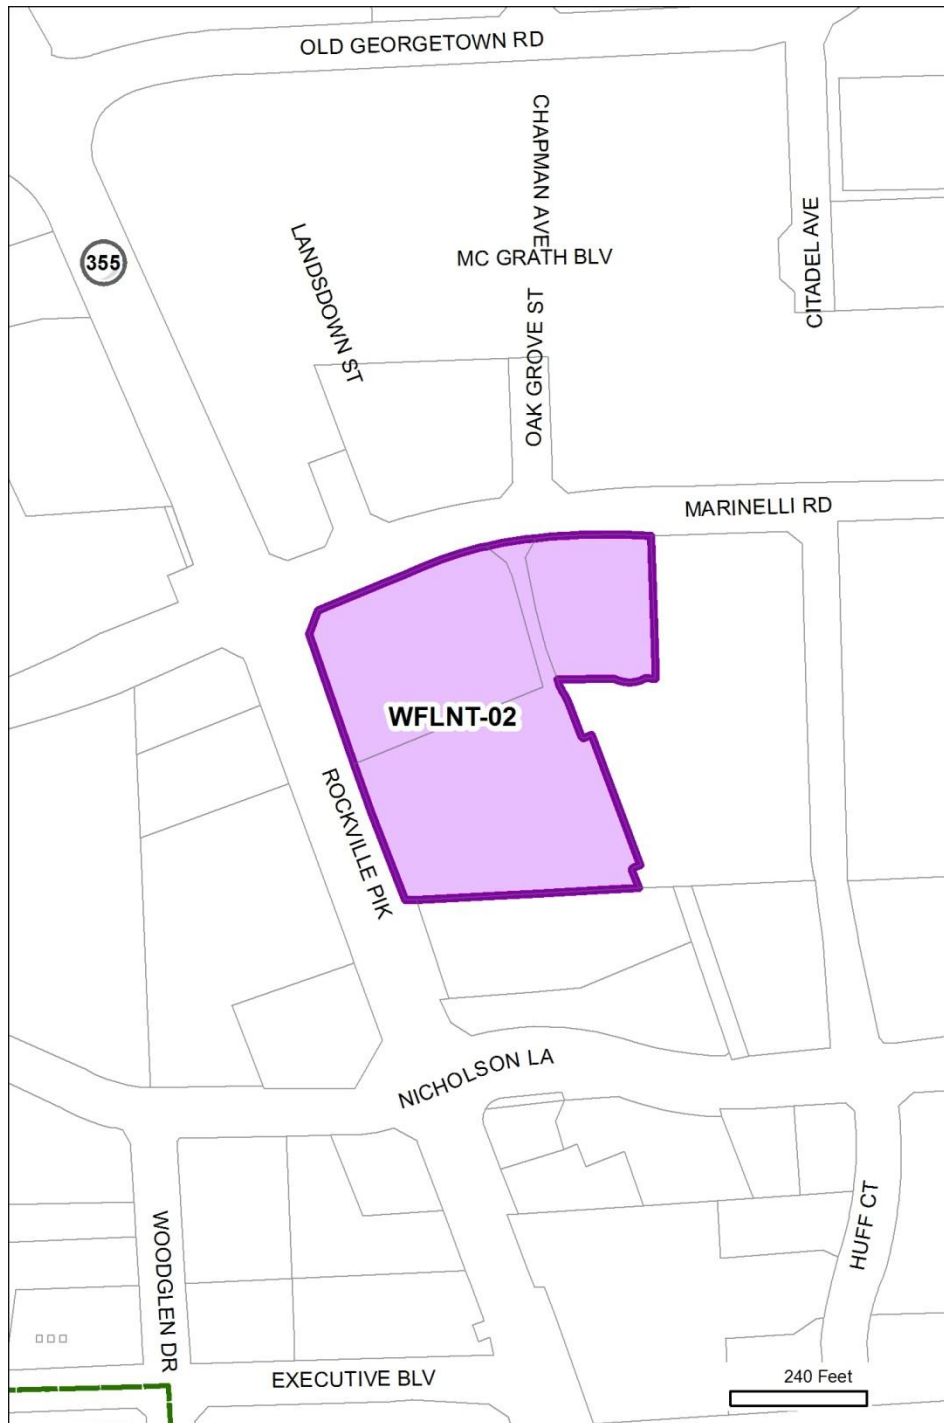 OLD GEORGETOWN RD
CHAPMAN AVE
355
LANDSDOWN ST
MC GRATH BLV
CITADEL AVE
OAK GROVE ST
MARINELLI RD
WFLNT-02
ROCKVILLE PIK
NICHOLSON LA
HUFF CT
WOODGLEN DR
EXECUTIVE BLV
240 Feet